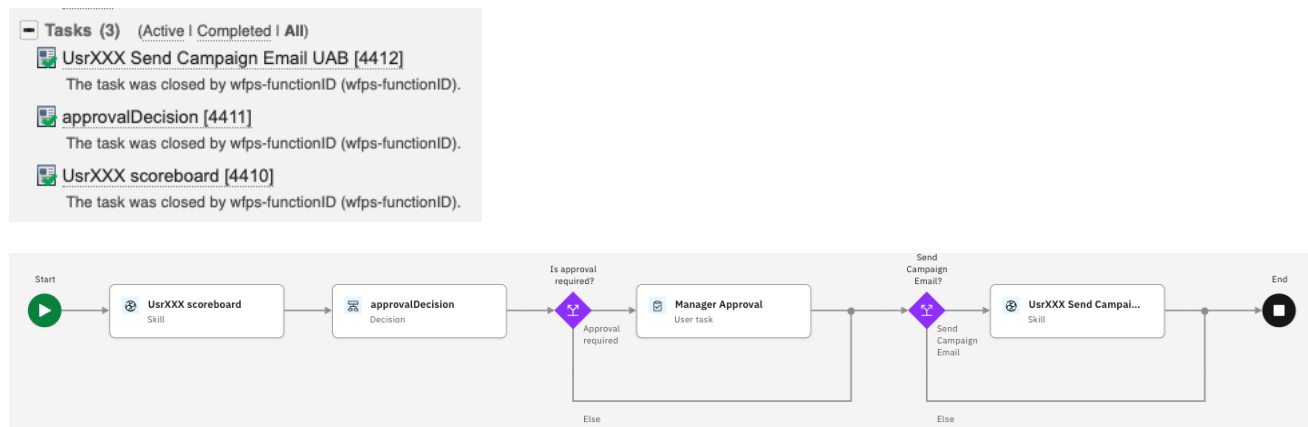 Tasks (3) (Active | Completed | All)
UsrXXX Send Campaign Email UAB [4412]
The task was closed by wfps-functionID (wfps-functionID).
approvalDecision [4411]
The task was closed by wfps-functionID (wfps-functionID).
UsrXXX scoreboard [4410]
The task was closed by wfps-functionID (wfps-functionID).
Start
UsrXXX scoreboard
Skill
approvalDecision
Decision
Is approval
required?
Approval
required
Else
Manager Approval
User task
Send
Campaign
Email?
Send
Campaign
Email
Else
UsrXXX Send Campai...
Skill
End